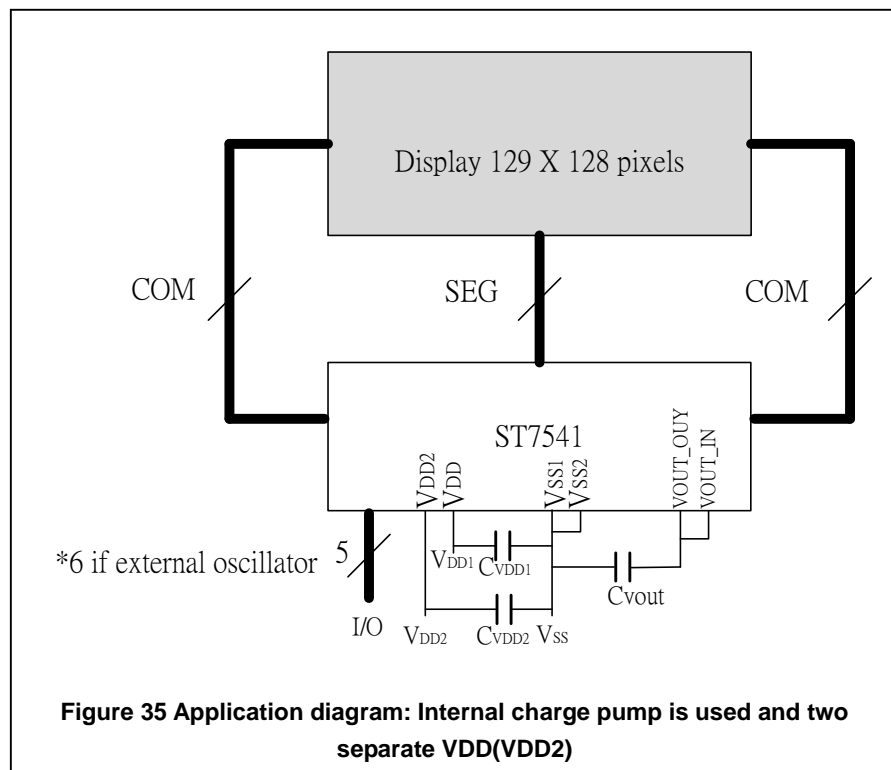 Display 129 X 128 pixels
COM
SEG
COM
ST7541
VDD2
VDD
VSS1
VSS2
VOUT_OUY
VOUT_IN
*6 if external oscillator
5
I/O
VDD1
CVDD1
Cvout
VDD2
CVDD2
VSS
Figure 35 Application diagram: Internal charge pump is used and two
separate VDD(VDD2)